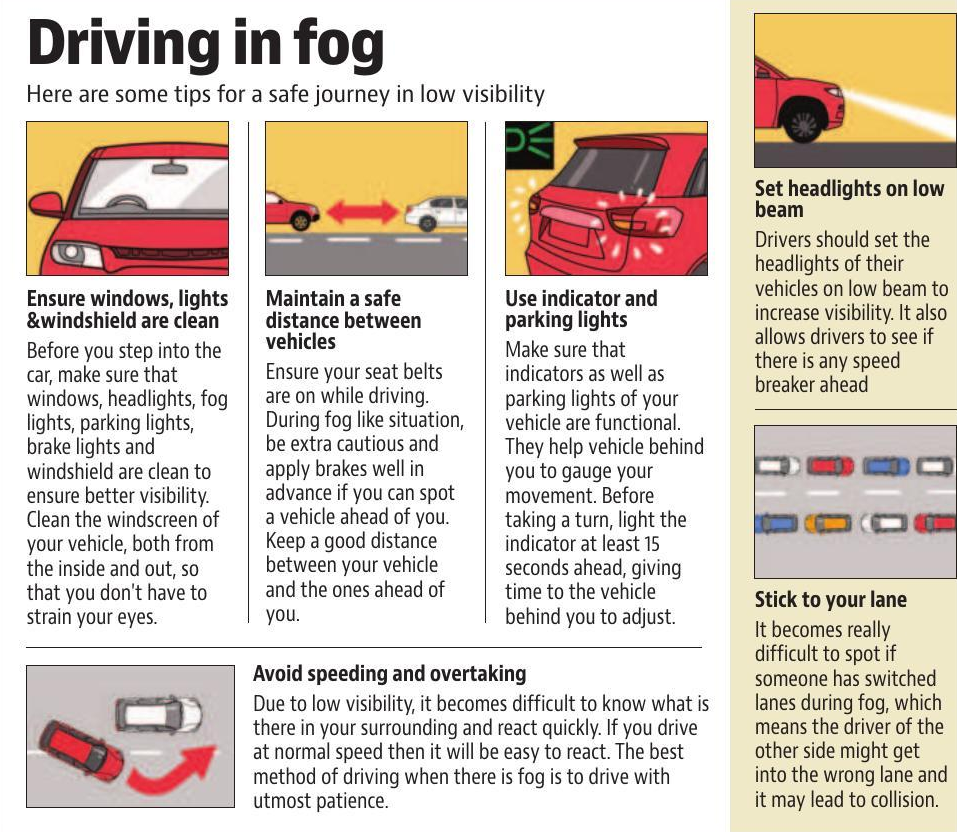 Driving in fog
Here are some tips for a safe journey in low visibility
Ensure windows, lights
&windshield are clean
Before you step into the
car, make sure that
windows, headlights, fog
lights, parking lights,
brake lights and
windshield are clean to
ensure better visibility.
Clean the windscreen of
your vehicle, both from
the inside and out, so
that you don't have to
strain your eyes.
Maintain a safe
distance between
vehicles
Ensure your seat belts
are on while driving.
During fog like situation,
be extra cautious and
apply brakes well in
advance if you can spot
a vehicle ahead of you.
Keep a good distance
between your vehicle
and the ones ahead of
you.
Use indicator and
parking lights
Make sure that
indicators as well as
parking lights of your
vehicle are functional.
They help vehicle behind
you to gauge your
movement. Before
taking a turn, light the
indicator at least 15
seconds ahead, giving
time to the vehicle
behind you to adjust.
Avoid speeding and overtaking
Due to low visibility, it becomes difficult to know what is
there in your surrounding and react quickly. If you drive
at normal speed then it will be easy to react. The best
method of driving when there is fog is to drive with
utmost patience.
Set headlights on low
beam
Drivers should set the
headlights of their
vehicles on low beam to
increase visibility. It also
allows drivers to see if
there is any speed
breaker ahead
Stick to your lane
It becomes really
difficult to spot if
someone has switched
lanes during fog, which
means the driver of the
other side might get
into the wrong lane and
it may lead to collision.